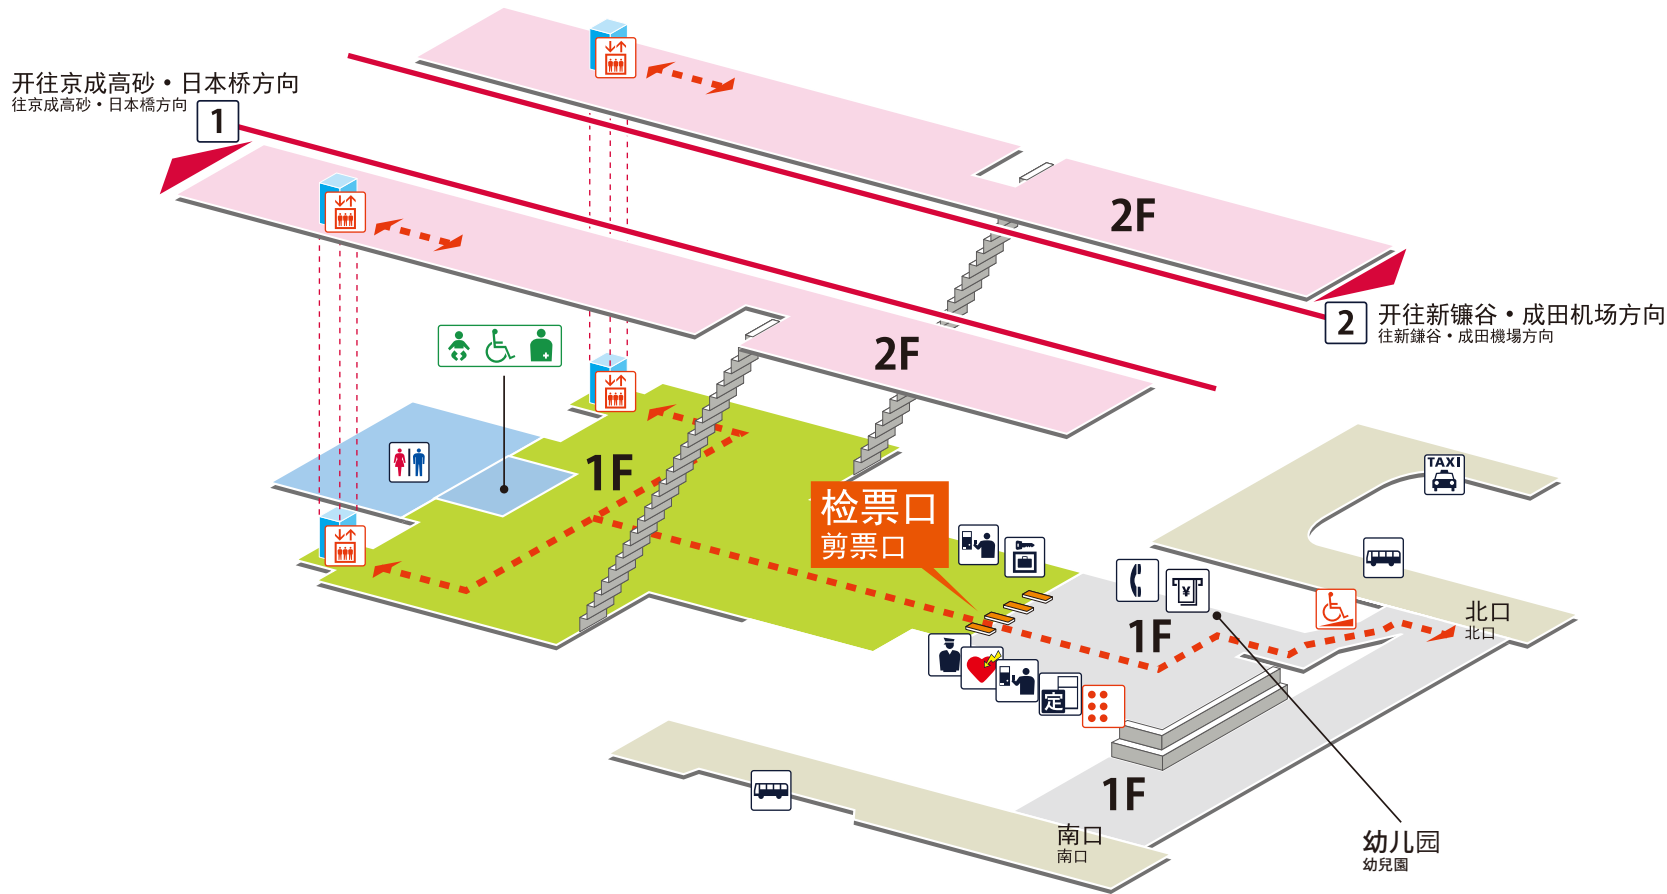 开往京成高砂・日本桥方向
往京成高砂・日本橋方向
1
2F
2
开往新镰谷・成田机场方向
往新鎌谷・成田機場方向
2F
1F
检票口
剪票口
TAXI
¥
1F
北口
北口
定
1F
南口
南口
幼儿园
幼兒園